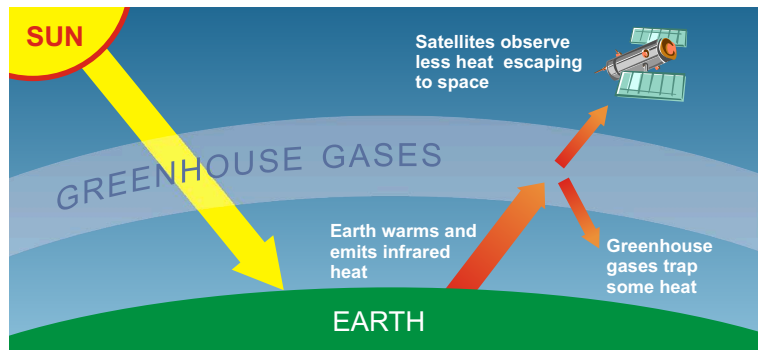 SUN
Satellites observe
less heat escaping
to space
GREENHOUSE GASES
Earth warms and
emits infrared
heat
Greenhouse
gases trap
some heat
EARTH